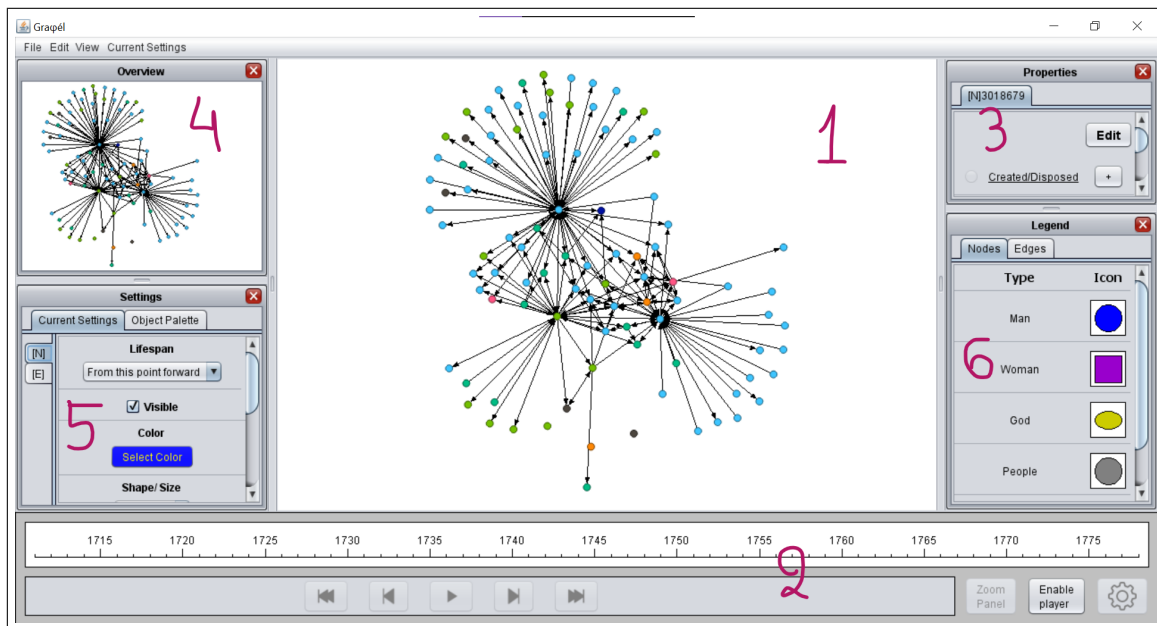 Graφél
File Edit View Current Settings
Overview
4
1
Properties
[N]3018679
3
Edit
Created/Disposed
+
Legend
Nodes Edges
Type Icon
Man
6
Woman
God
People
Settings
Current Settings Object Palette
[N]
[E]
Lifespan
From this point forward
5
Visible
Color
Select Color
Shape/ Size
1715 1720 1725 1730 1735 1740 1745 1750 1755 1760 1765 1770 1775
2
Zoom Panel
Enable player